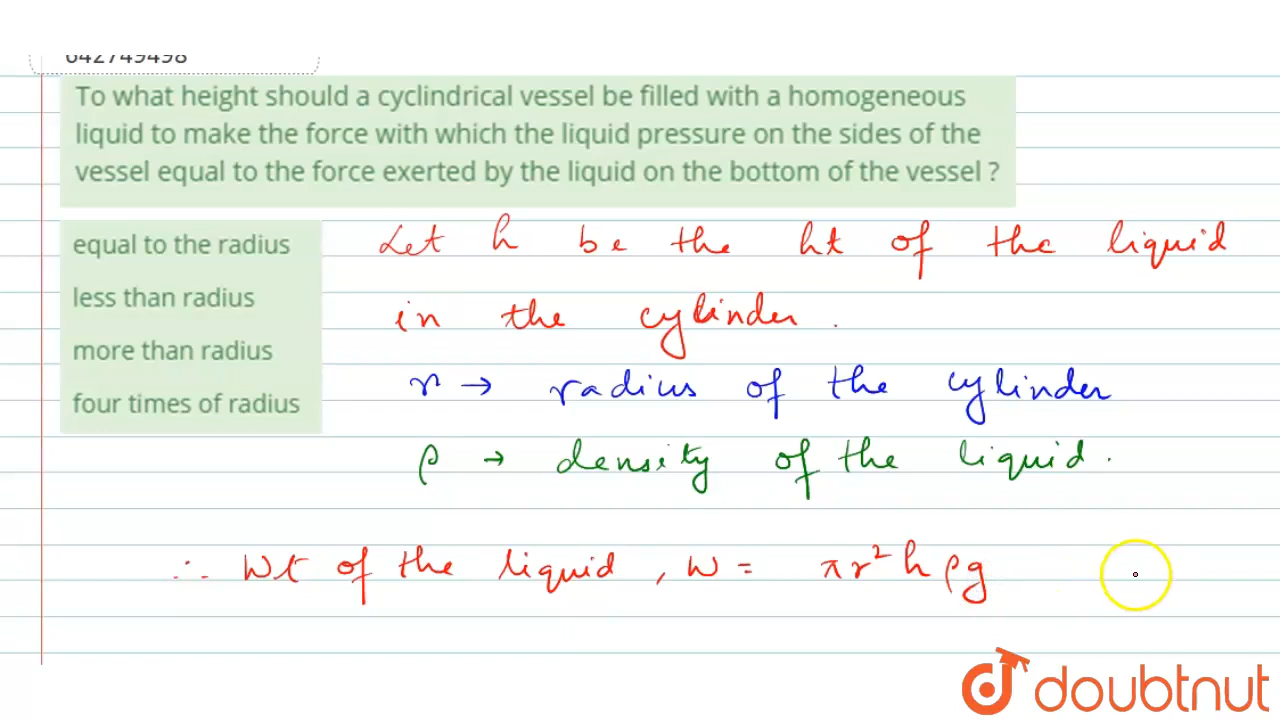 642749498
To what height should a cyclindrical vessel be filled with a homogeneous
liquid to make the force with which the liquid pressure on the sides of the
vessel equal to the force exerted by the liquid on the bottom of the vessel ?
equal to the radius
less than radius
more than radius
four times of radius
Let h be the ht of the liquid
in the cylinder.
r → radius of the cylinder
ρ → density of the liquid.
∴ Wt of the liquid, W = πr²hρg
doubtnut